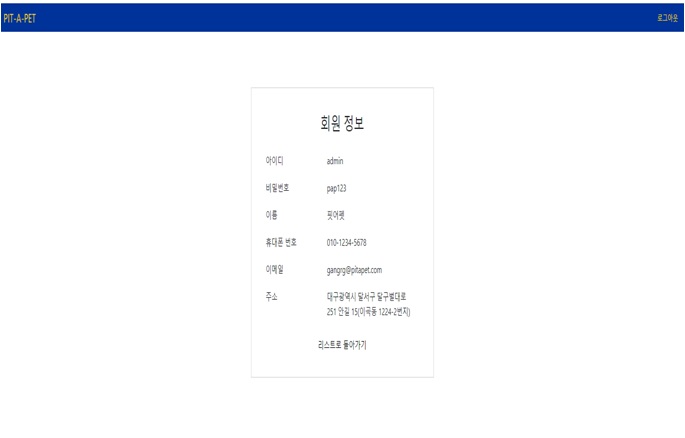 PIT-A-PET 로그아웃
회원 정보
아이디 admin
비밀번호 pap123
이름 핏어펫
휴대폰 번호 010-1234-5678
이메일 gangrg@pitapet.com
주소 대구광역시 달서구 달구벌대로
251 안길 15(이곡동 1224-2번지)
리스트로 돌아가기